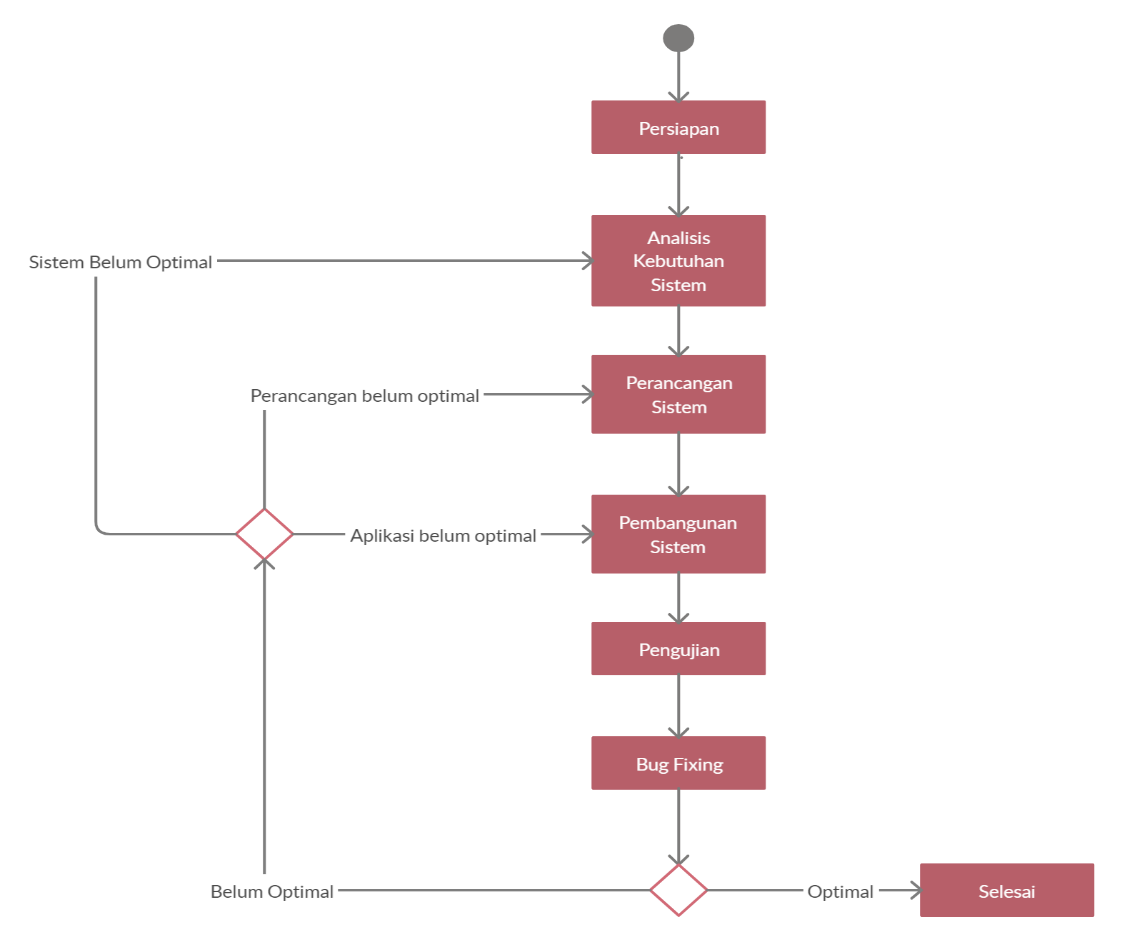 Persiapan
Analisis
Kebutuhan
Sistem
Sistem Belum Optimal
Perancangan
Sistem
Perancangan belum optimal
Pembangunan
Sistem
Aplikasi belum optimal
Pengujian
Bug Fixing
Belum Optimal
Optimal
Selesai